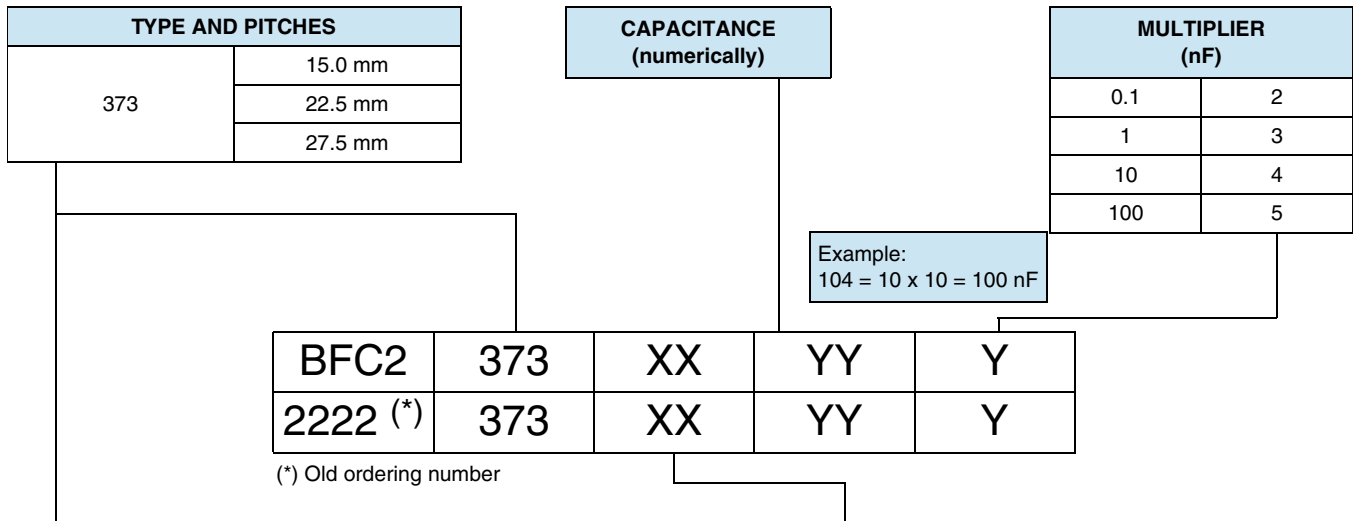 TYPE AND PITCHES
373
15.0 mm
22.5 mm
27.5 mm
CAPACITANCE
(numerically)
MULTIPLIER
(nF)
0.1 2
1 3
10 4
100 5
Example:
104 = 10 x 10 = 100 nF
BFC2 373 XX YY Y
2222 (*) 373 XX YY Y
(*) Old ordering number